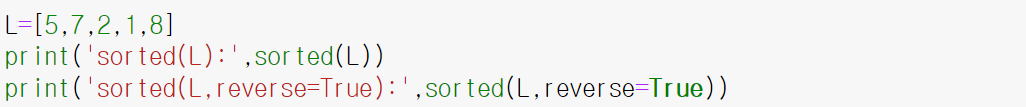 L=[5,7,2,1,8]
print('sorted(L):',sorted(L))
print('sorted(L,reverse=True):',sorted(L,reverse=True))